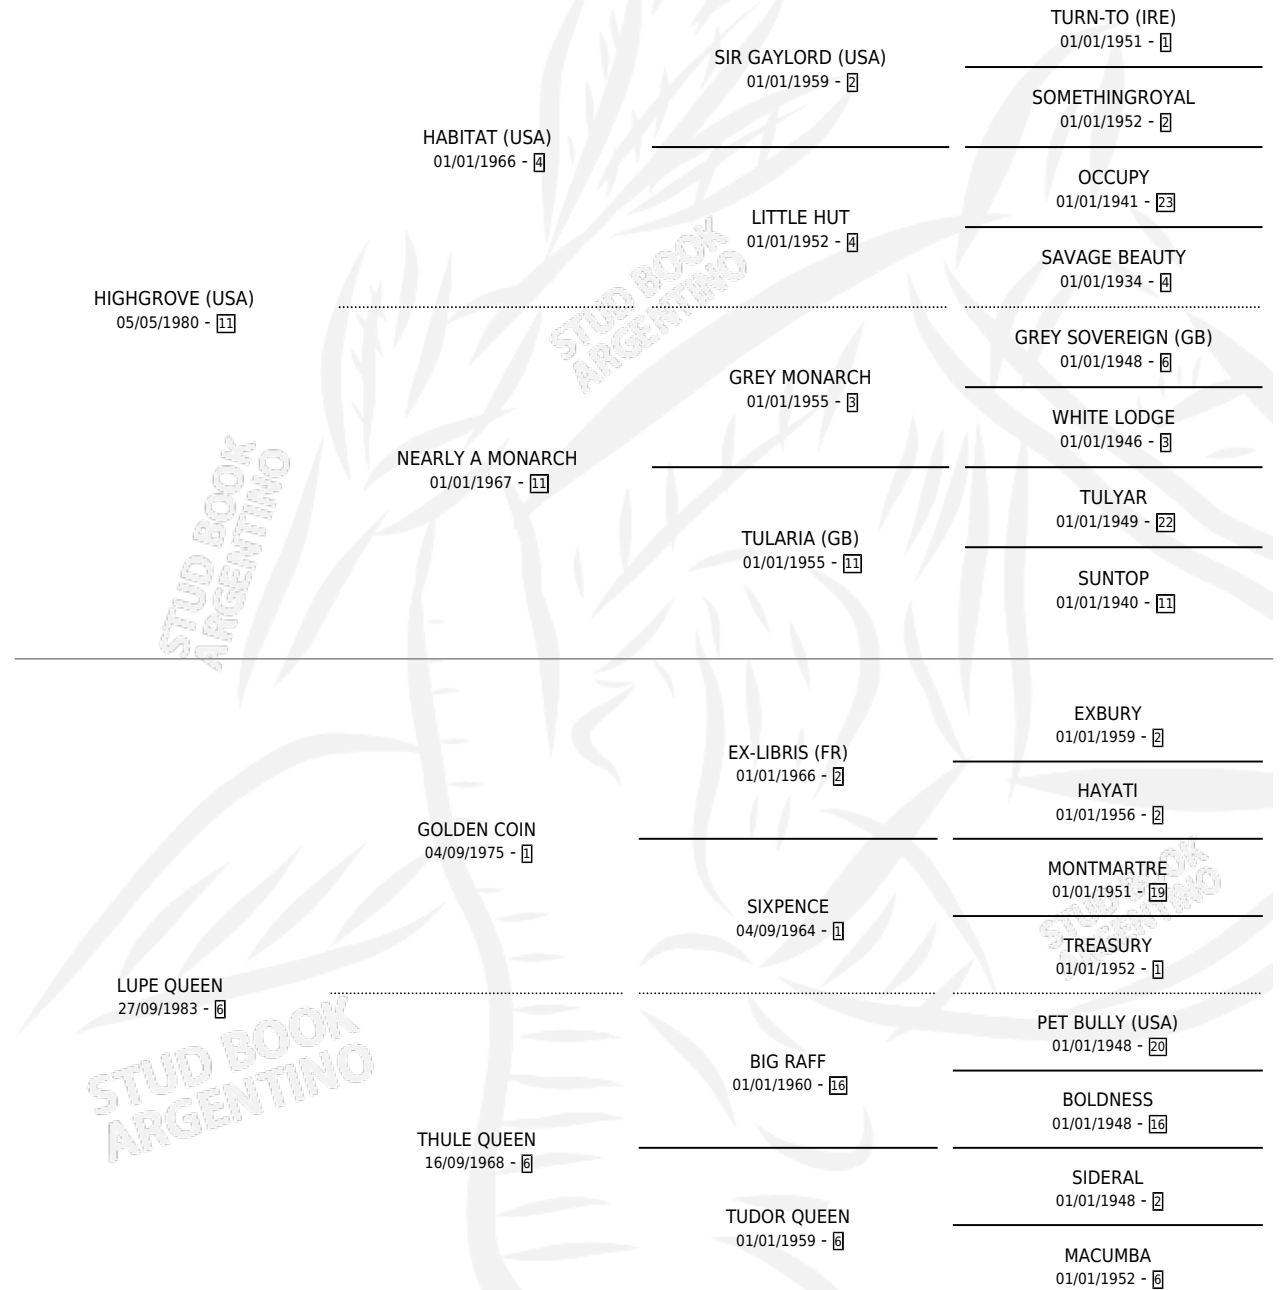 TURN-TO (IRE)
01/01/1951 - 1
SIR GAYLORD (USA)
01/01/1959 - 2
SOMETHINGROYAL
01/01/1952 - 2
HABITAT (USA)
01/01/1966 - 4
OCCUPY
01/01/1941 - 23
LITTLE HUT
01/01/1952 - 4
SAVAGE BEAUTY
01/01/1934 - 4
HIGHGROVE (USA)
05/05/1980 - 11
GREY SOVEREIGN (GB)
01/01/1948 - 6
GREY MONARCH
01/01/1955 - 3
WHITE LODGE
01/01/1946 - 3
NEARLY A MONARCH
01/01/1967 - 11
TULYAR
01/01/1949 - 22
TULARIA (GB)
01/01/1955 - 11
SUNTOP
01/01/1940 - 11
EXBURY
01/01/1959 - 2
EX-LIBRIS (FR)
01/01/1966 - 2
HAYATI
01/01/1956 - 2
GOLDEN COIN
04/09/1975 - 1
MONTMARTRE
01/01/1951 - 19
SIXPENCE
04/09/1964 - 1
TREASURY
01/01/1952 - 1
LUPE QUEEN
27/09/1983 - 6
PET BULLY (USA)
01/01/1948 - 20
BIG RAFF
01/01/1960 - 16
BOLDNESS
01/01/1948 - 16
THULE QUEEN
16/09/1968 - 6
SIDERAL
01/01/1948 - 2
TUDOR QUEEN
01/01/1959 - 6
MACUMBA
01/01/1952 - 6
STUD BOOK
ARGENTINO
STUD BOOK
ARGENTINO
STUD BOOK
ARGENTINO
STUD BOOK
ARGENTINO